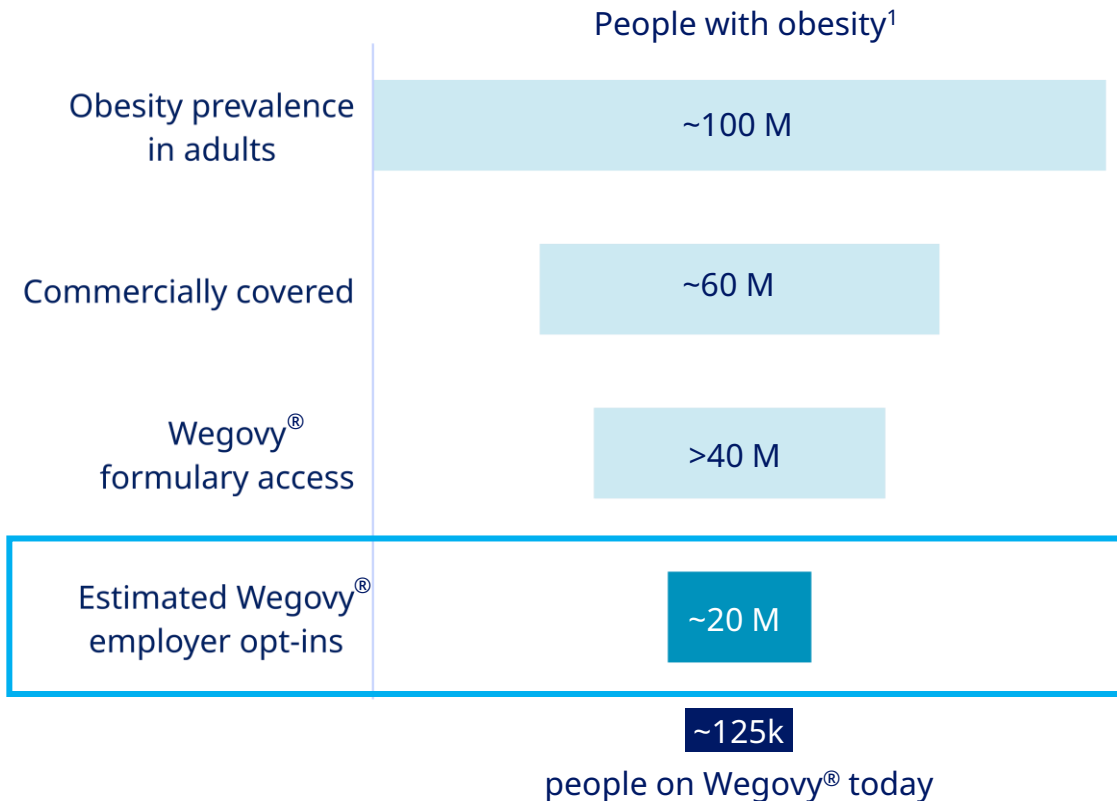 People with obesity¹
Obesity prevalence
in adults
~100 M
Commercially covered
~60 M
Wegovy®
formulary access
>40 M
Estimated Wegovy®
employer opt-ins
~20 M
~125k
people on Wegovy® today